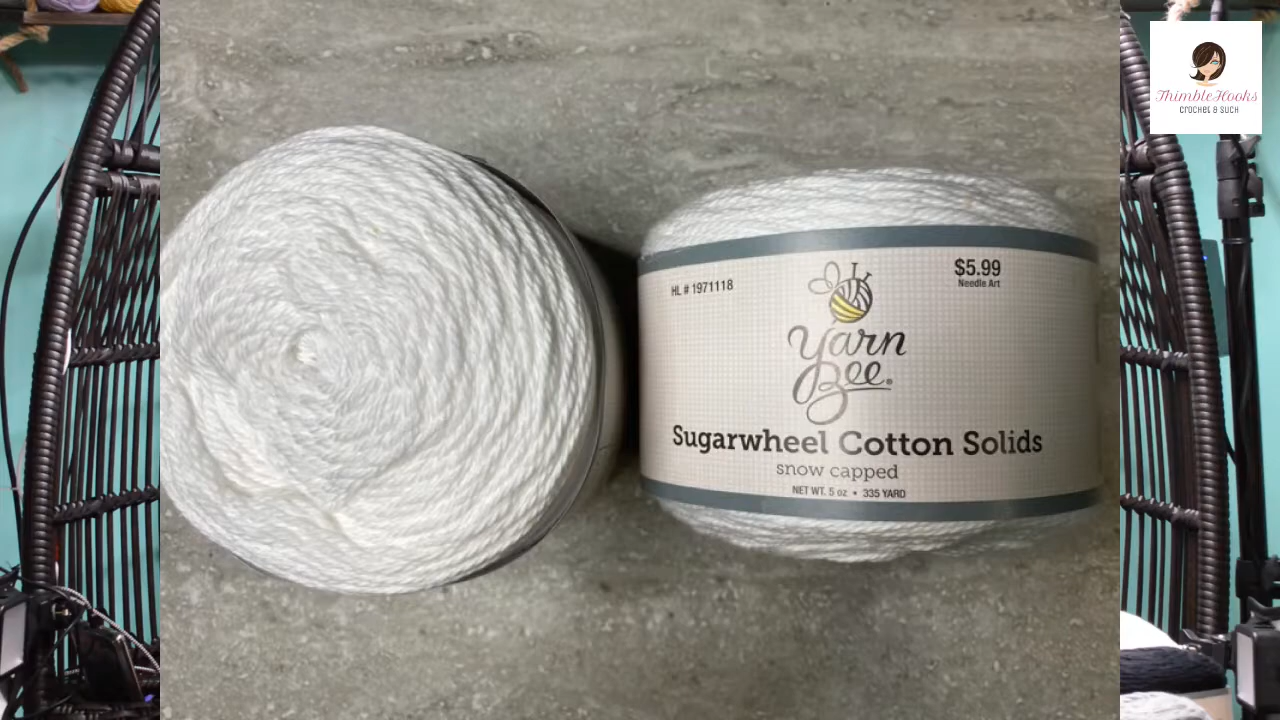 HL # 1971118
$5.99
Needle Art
Yarn
Bee®
Sugarwheel Cotton Solids
snow capped
NET WT. 5 oz • 335 YARD
ThimbleHooks
Crochet & Such